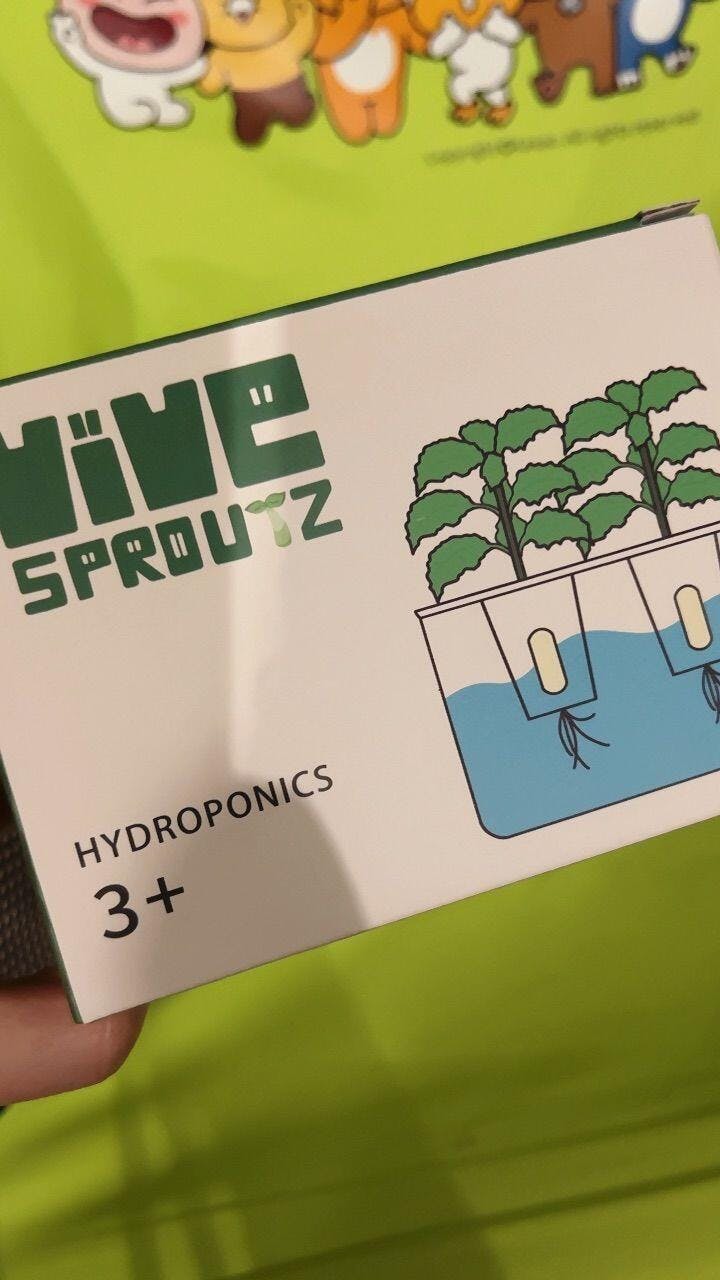 ViVe
SPROUTZ
HYDROPONICS
3+